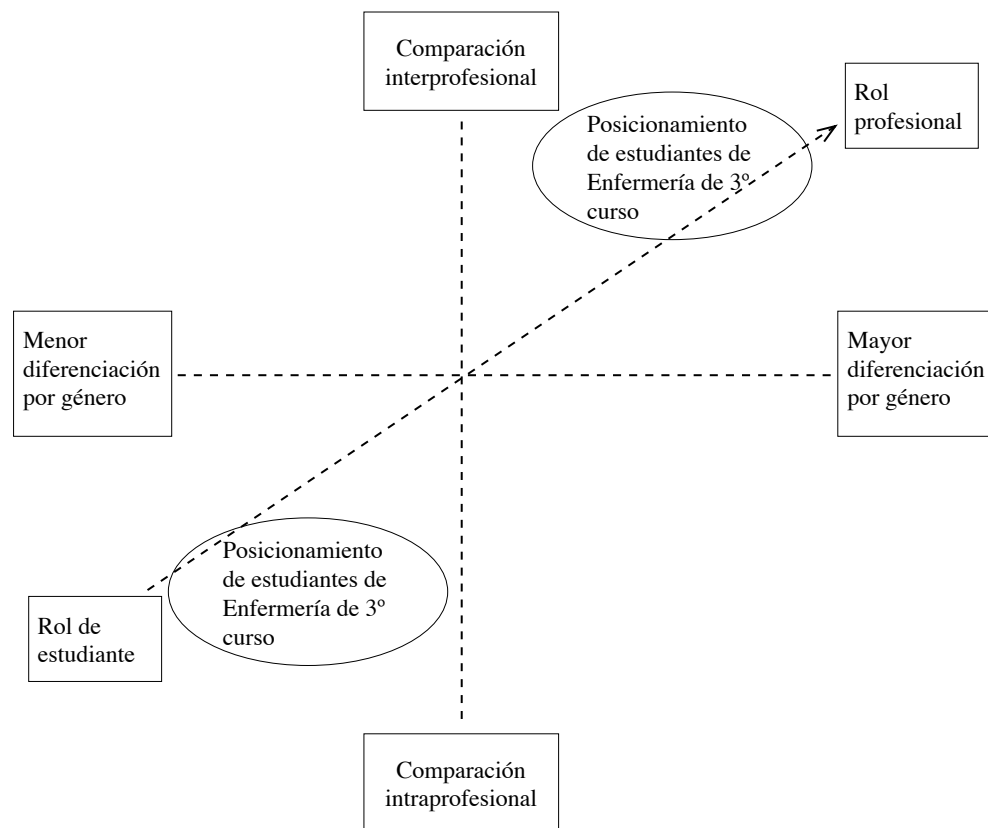 Comparación
interprofesional
Rol
profesional
Posicionamiento
de estudiantes de
Enfermería de 3º
curso
Menor
diferenciación
por género
Mayor
diferenciación
por género
Posicionamiento
de estudiantes de
Enfermería de 3º
curso
Rol de
estudiante
Comparación
intraprofesional